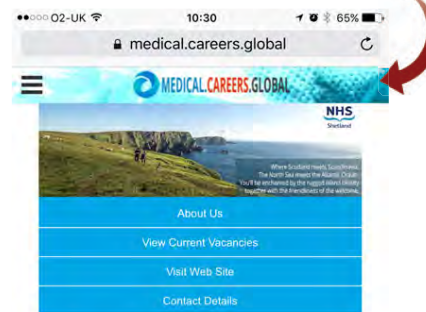 O2-UK 10:30 65%
medical.careers.global
MEDICAL.CAREERS.GLOBAL
NHS
Shetland
Where Scotland meets Scandinavia.
The North Sea meets the Atlantic Ocean.
You'll be enchanted by the rugged island beauty
together with the friendliness of the welcome.
About Us
View Current Vacancies
Visit Web Site
Contact Details